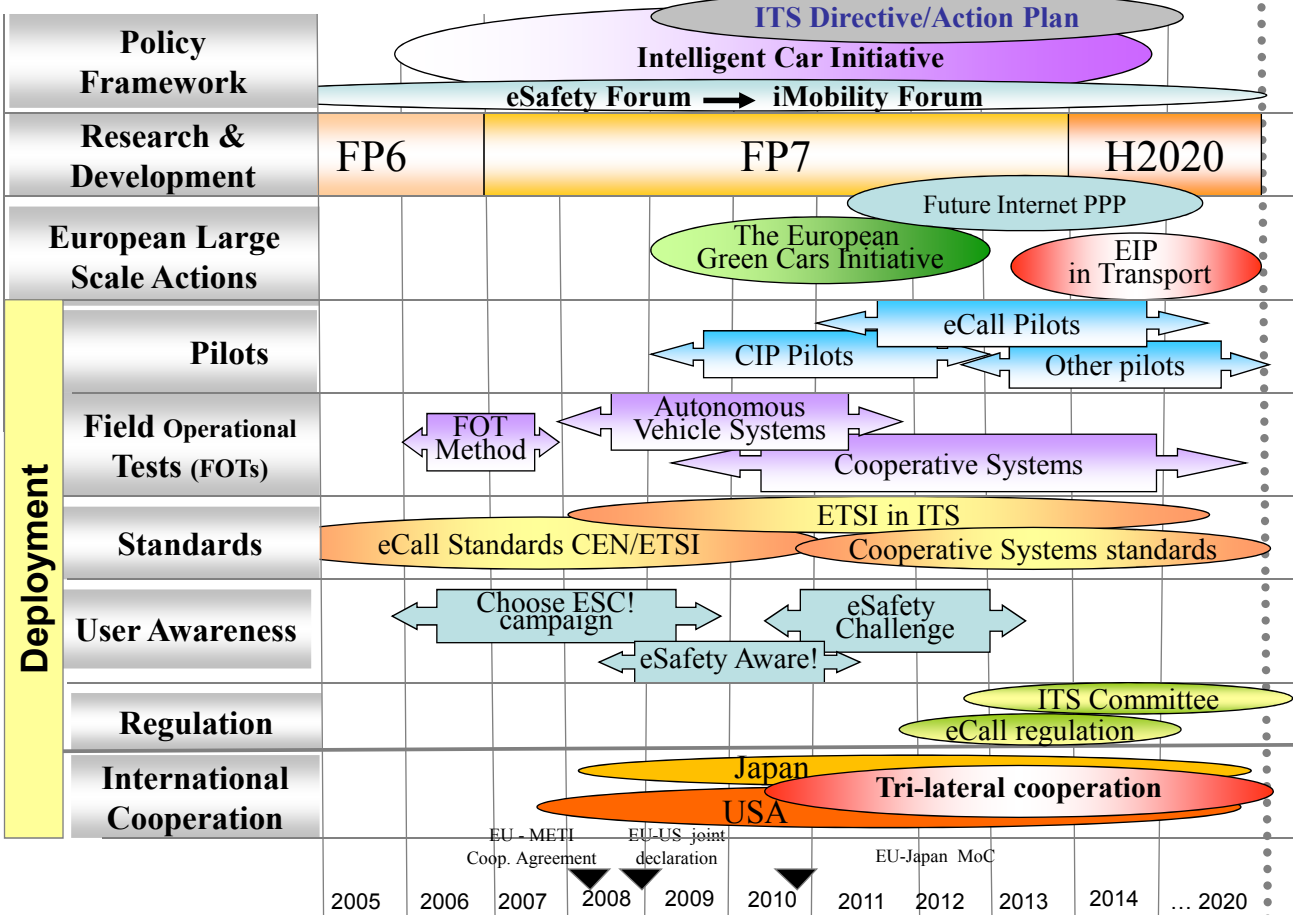 ITS Directive/Action Plan
Policy
Framework
Intelligent Car Initiative
eSafety Forum → iMobility Forum
Research &
Development
FP6
FP7
H2020
European Large
Scale Actions
Future Internet PPP
The European
Green Cars Initiative
EIP
in Transport
Deployment
Pilots
eCall Pilots
CIP Pilots
Other pilots
Field Operational
Tests (FOTs)
FOT
Method
Autonomous
Vehicle Systems
Cooperative Systems
Standards
ETSI in ITS
eCall Standards CEN/ETSI
Cooperative Systems standards
User Awareness
Choose ESC!
campaign
eSafety
Challenge
eSafety Aware!
Regulation
ITS Committee
eCall regulation
International
Cooperation
Japan
Tri-lateral cooperation
USA
EU - METI
Coop. Agreement
EU-US joint
declaration
EU-Japan MoC
2005 2006 2007 2008 2009 2010 2011 2012 2013 2014 ... 2020